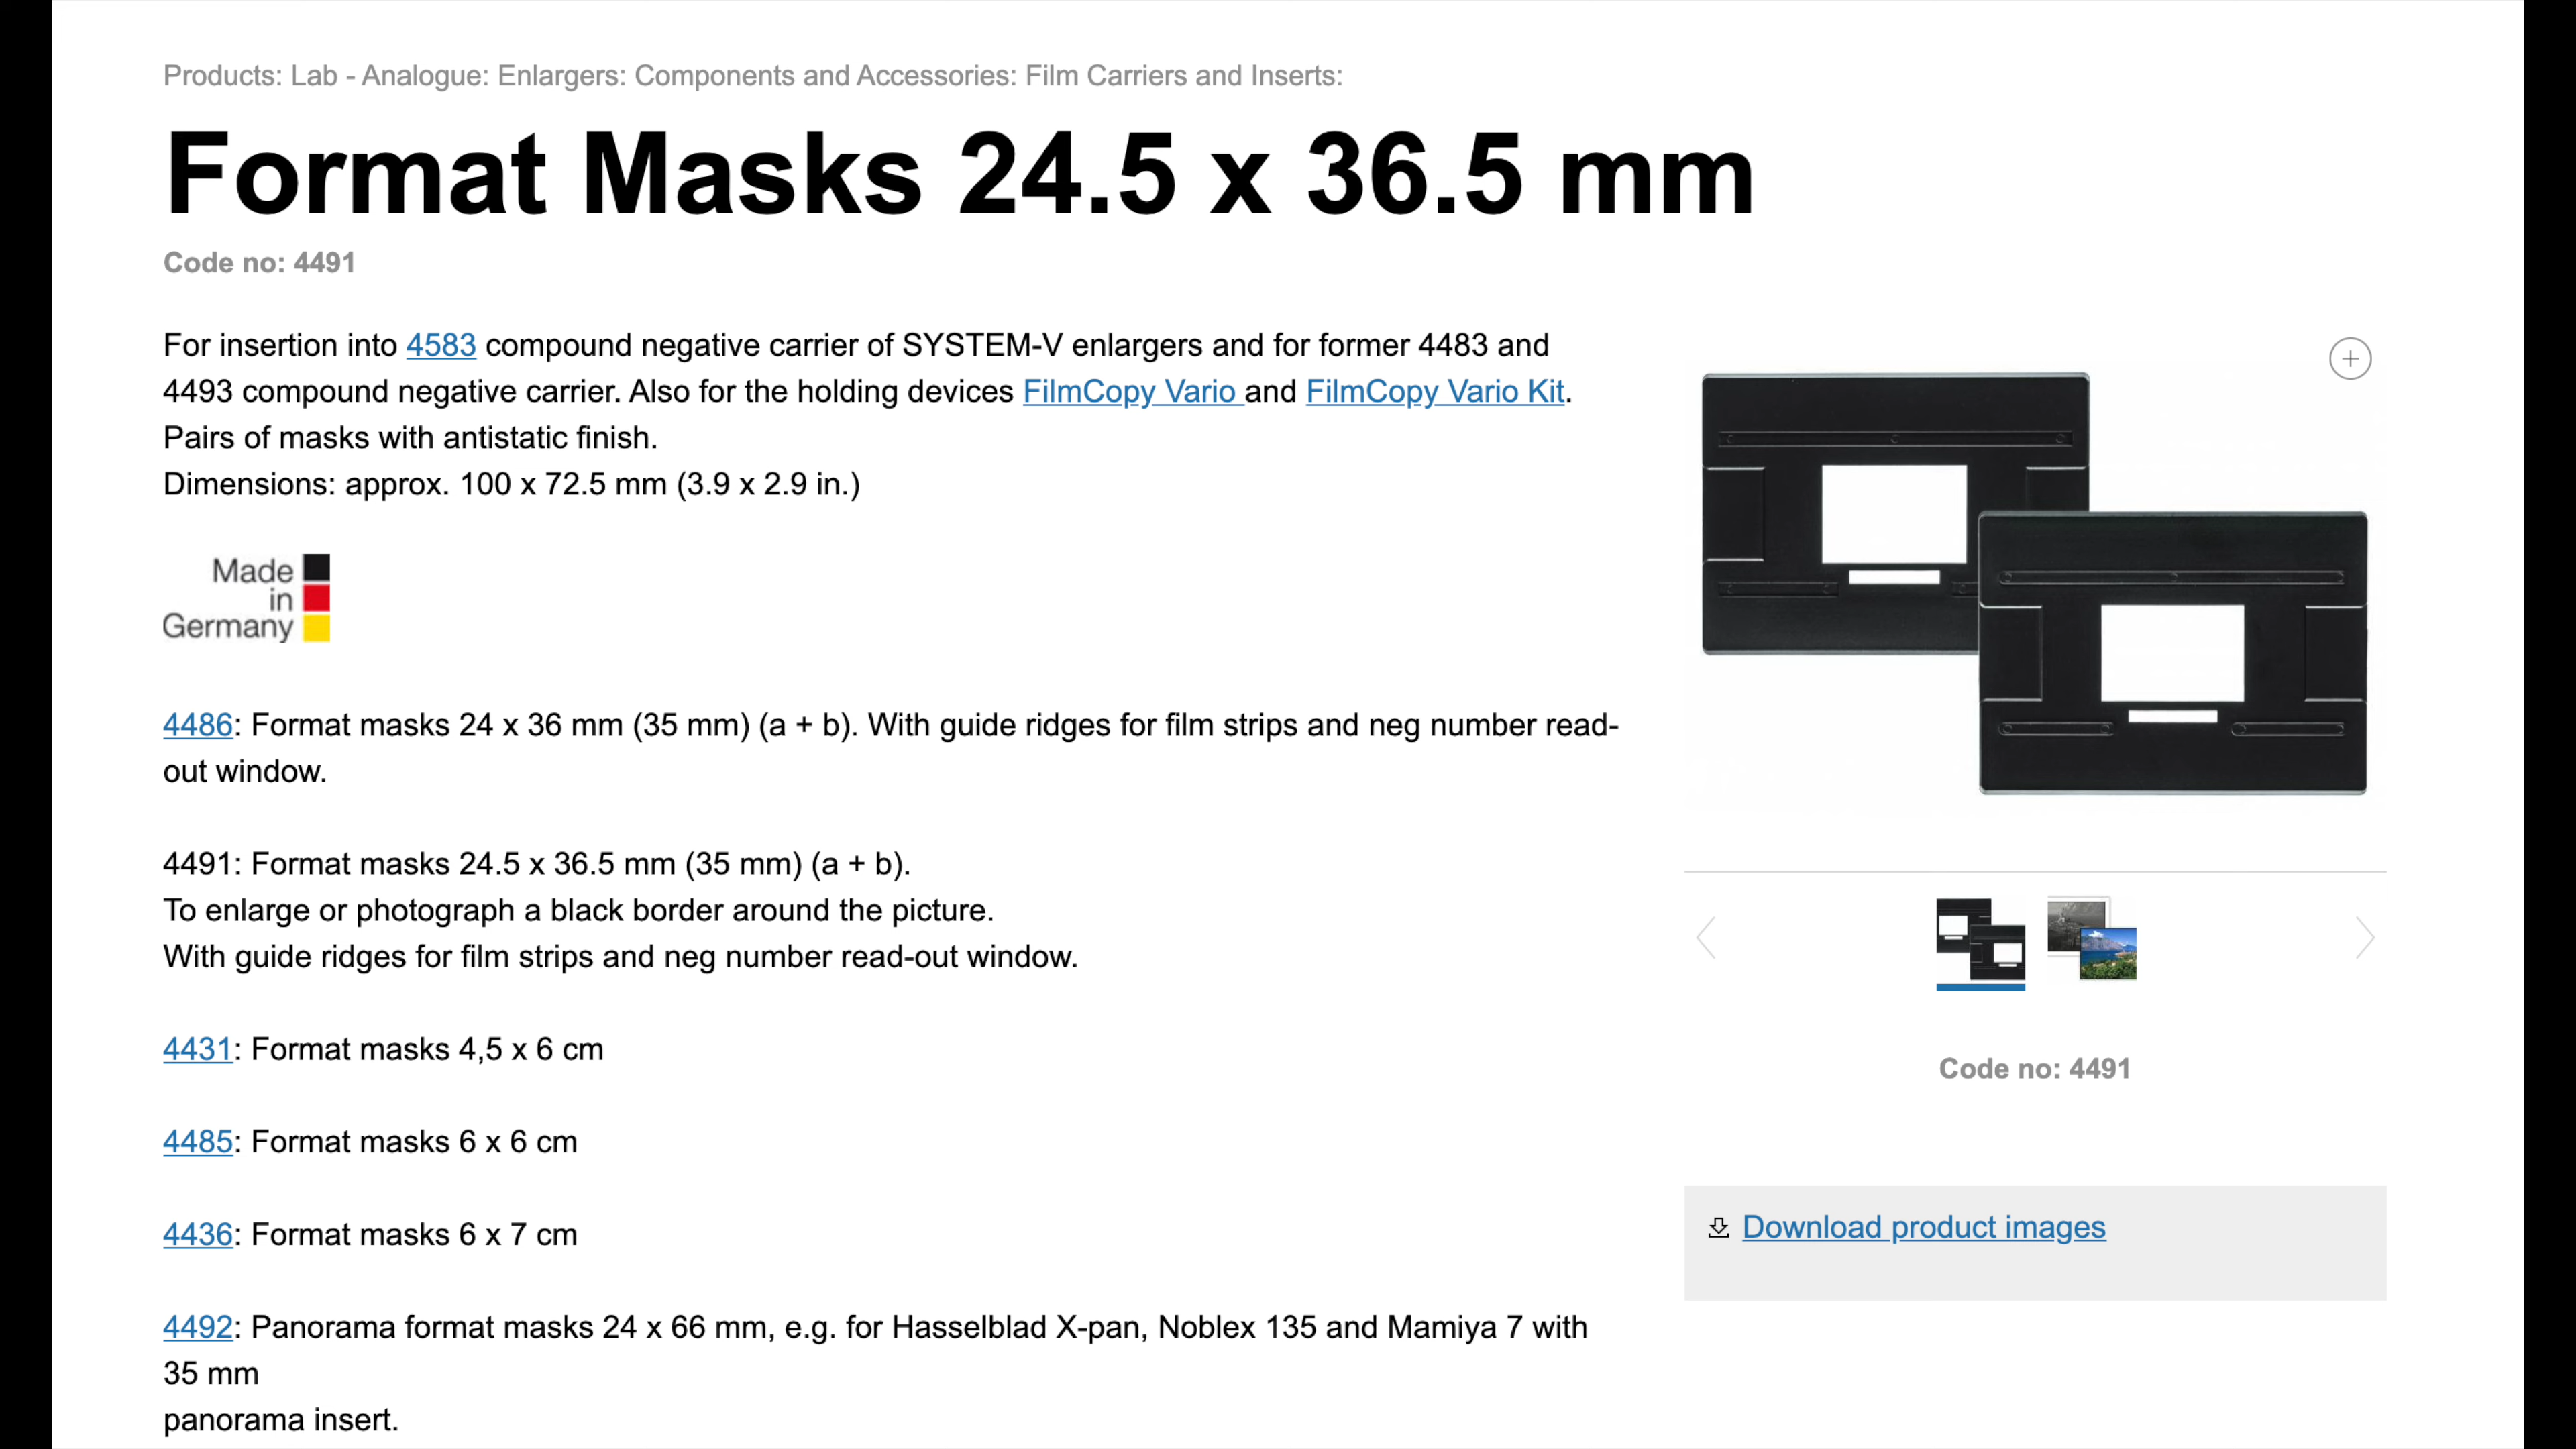 Products: Lab - Analogue: Enlargers: Components and Accessories: Film Carriers and Inserts:
Format Masks 24.5 x 36.5 mm
Code no: 4491
For insertion into 4583 compound negative carrier of SYSTEM-V enlargers and for former 4483 and
4493 compound negative carrier. Also for the holding devices FilmCopy Vario and FilmCopy Vario Kit.
Pairs of masks with antistatic finish.
Dimensions: approx. 100 x 72.5 mm (3.9 x 2.9 in.)
Made
in
Germany
4486: Format masks 24 x 36 mm (35 mm) (a + b). With guide ridges for film strips and neg number read-
out window.
4491: Format masks 24.5 x 36.5 mm (35 mm) (a + b).
To enlarge or photograph a black border around the picture.
With guide ridges for film strips and neg number read-out window.
4431: Format masks 4,5 x 6 cm
4485: Format masks 6 x 6 cm
4436: Format masks 6 x 7 cm
4492: Panorama format masks 24 x 66 mm, e.g. for Hasselblad X-pan, Noblex 135 and Mamiya 7 with
35 mm
panorama insert.
Code no: 4491
Download product images